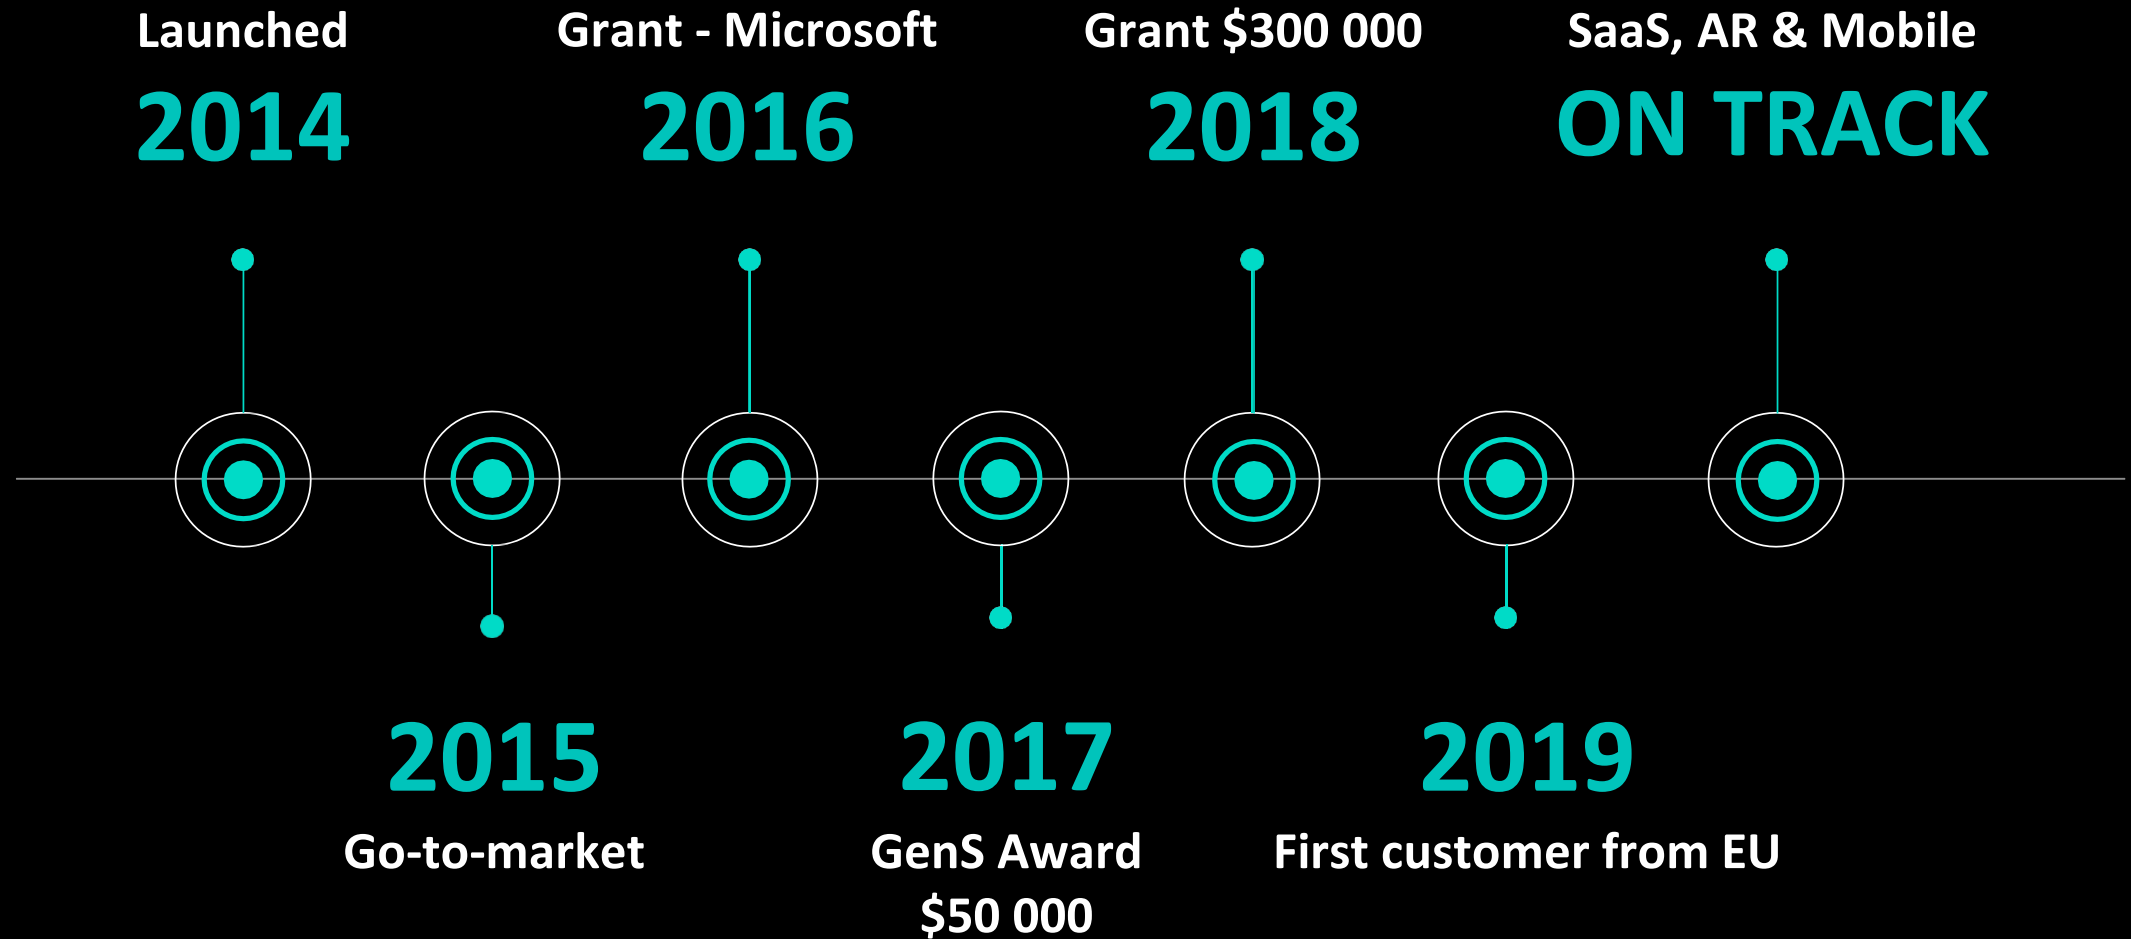 Launched
2014
Grant - Microsoft
2016
Grant $300 000
2018
SaaS, AR & Mobile
ON TRACK
2015
Go-to-market
2017
GenS Award
$50 000
2019
First customer from EU